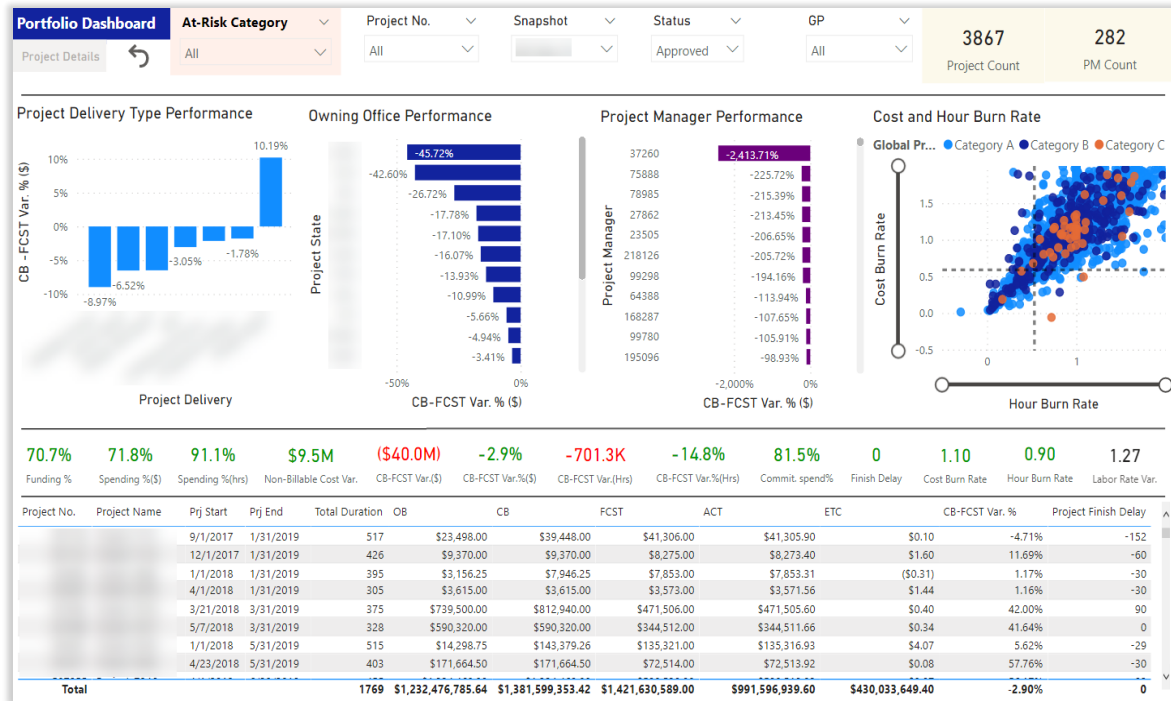 Portfolio Dashboard
Project Details
At-Risk Category
All
Project No.
All
Snapshot
Status
Approved
GP
All
3867
Project Count
282
PM Count
Project Delivery Type Performance
CB -FCST Var. % ($)
10%
5%
0%
-5%
-10%
-8.97%
-6.52%
-3.05%
-1.78%
10.19%
Project Delivery
Owning Office Performance
Project State
-45.72%
-42.60%
-26.72%
-17.78%
-17.10%
-16.07%
-13.93%
-10.99%
-5.66%
-4.94%
-3.41%
-50% 0%
CB-FCST Var. % ($)
Project Manager Performance
Project Manager
37260 -2,413.71%
75888 -225.72%
78985 -215.39%
27862 -213.45%
23505 -206.65%
218126 -205.72%
99298 -194.16%
64388 -113.94%
168287 -107.65%
99780 -105.91%
195096 -98.93%
-2,000% 0%
CB-FCST Var. % ($)
Cost and Hour Burn Rate
Global Pr... Category A Category B Category C
Cost Burn Rate
1.5
1.0
0.5
0.0
-0.5
0 1
Hour Burn Rate
70.7%
Funding %
71.8%
Spending %($)
91.1%
Spending %(hrs)
$9.5M
Non-Billable Cost Var.
($40.0M)
CB-FCST Var.($)
-2.9%
CB-FCST Var.%($)
-701.3K
CB-FCST Var.(Hrs)
-14.8%
CB-FCST Var.%(Hrs)
81.5%
Commit. spend%
0
Finish Delay
1.10
Cost Burn Rate
0.90
Hour Burn Rate
1.27
Labor Rate Var.
Project No. Project Name Prj Start Prj End Total Duration OB CB FCST ACT ETC CB-FCST Var. % Project Finish Delay
9/1/2017 1/31/2019 517 $23,498.00 $39,448.00 $41,306.00 $41,305.90 $0.10 -4.71% -152
12/1/2017 1/31/2019 426 $9,370.00 $9,370.00 $8,275.00 $8,273.40 $1.60 11.69% -60
1/1/2018 1/31/2019 395 $3,156.25 $7,946.25 $7,853.00 $7,853.31 ($0.31) 1.17% -30
4/1/2018 1/31/2019 305 $3,615.00 $3,615.00 $3,573.00 $3,571.56 $1.44 1.16% -30
3/21/2018 3/31/2019 375 $739,500.00 $812,940.00 $471,506.00 $471,505.60 $0.40 42.00% 90
5/7/2018 3/31/2019 328 $590,320.00 $590,320.00 $344,512.00 $344,511.66 $0.34 41.64% 0
1/1/2018 5/31/2019 515 $14,298.75 $143,379.26 $135,321.00 $135,316.93 $4.07 5.62% -29
4/23/2018 5/31/2019 403 $171,664.50 $171,664.50 $72,514.00 $72,513.92 $0.08 57.76% -30
Total 1769 $1,232,476,785.64 $1,381,599,353.42 $1,421,630,589.00 $991,596,939.60 $430,033,649.40 -2.90% 0